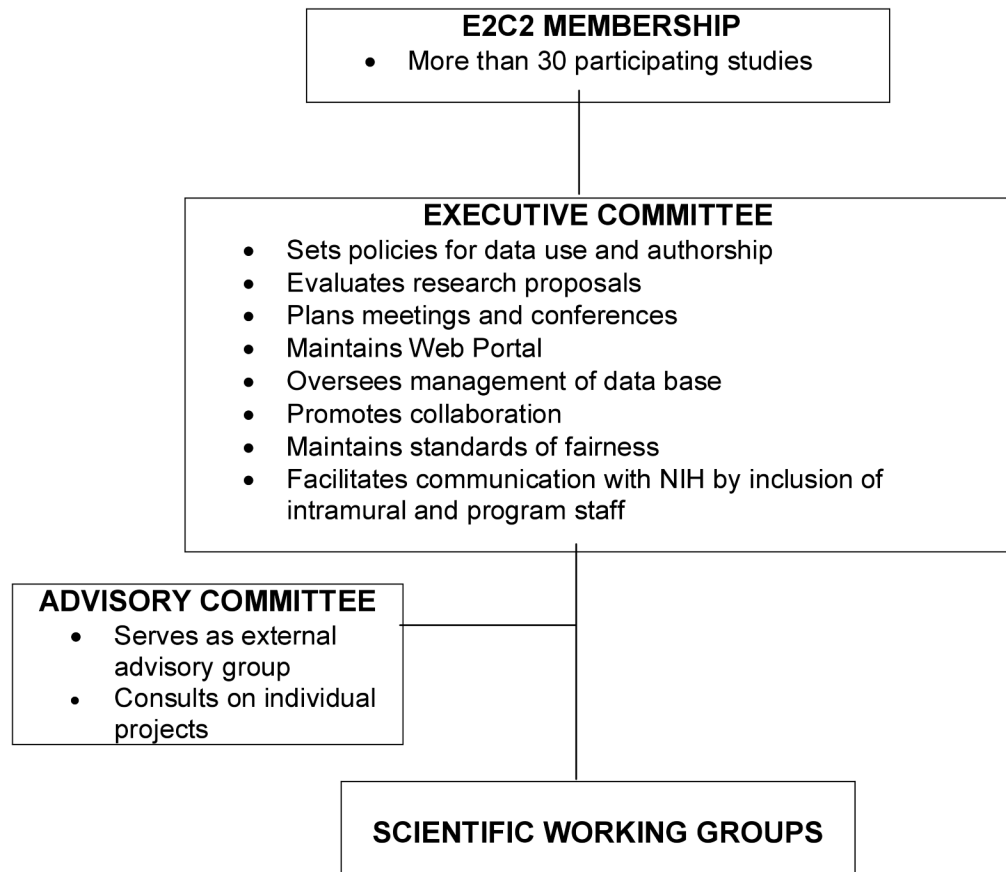 E2C2 MEMBERSHIP
• More than 30 participating studies
EXECUTIVE COMMITTEE
• Sets policies for data use and authorship
• Evaluates research proposals
• Plans meetings and conferences
• Maintains Web Portal
• Oversees management of data base
• Promotes collaboration
• Maintains standards of fairness
• Facilitates communication with NIH by inclusion of
intramural and program staff
ADVISORY COMMITTEE
• Serves as external
advisory group
• Consults on individual
projects
SCIENTIFIC WORKING GROUPS